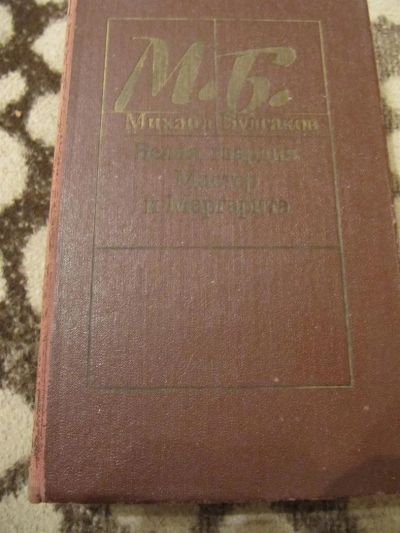 М.Б.
Михаил Булгаков
Белая гвардия
Мастер
и Маргарита